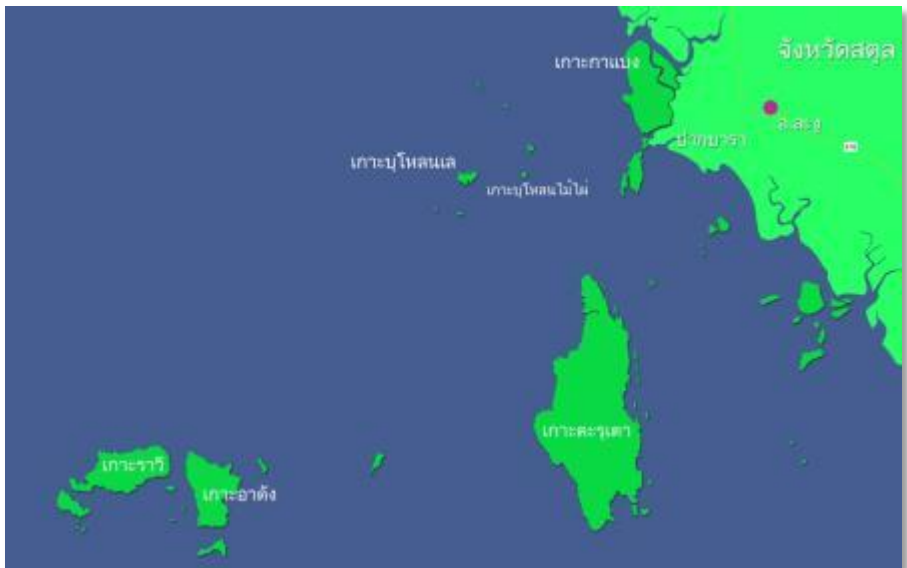 จังหวัดสตูล
เกาะกาแบง
อ.ละงู
ปากบารา
เกาะบุโหลนเล
เกาะบุโหลนไม้ไผ่
เกาะตะรุเตา
เกาะราวี
เกาะอาดัง